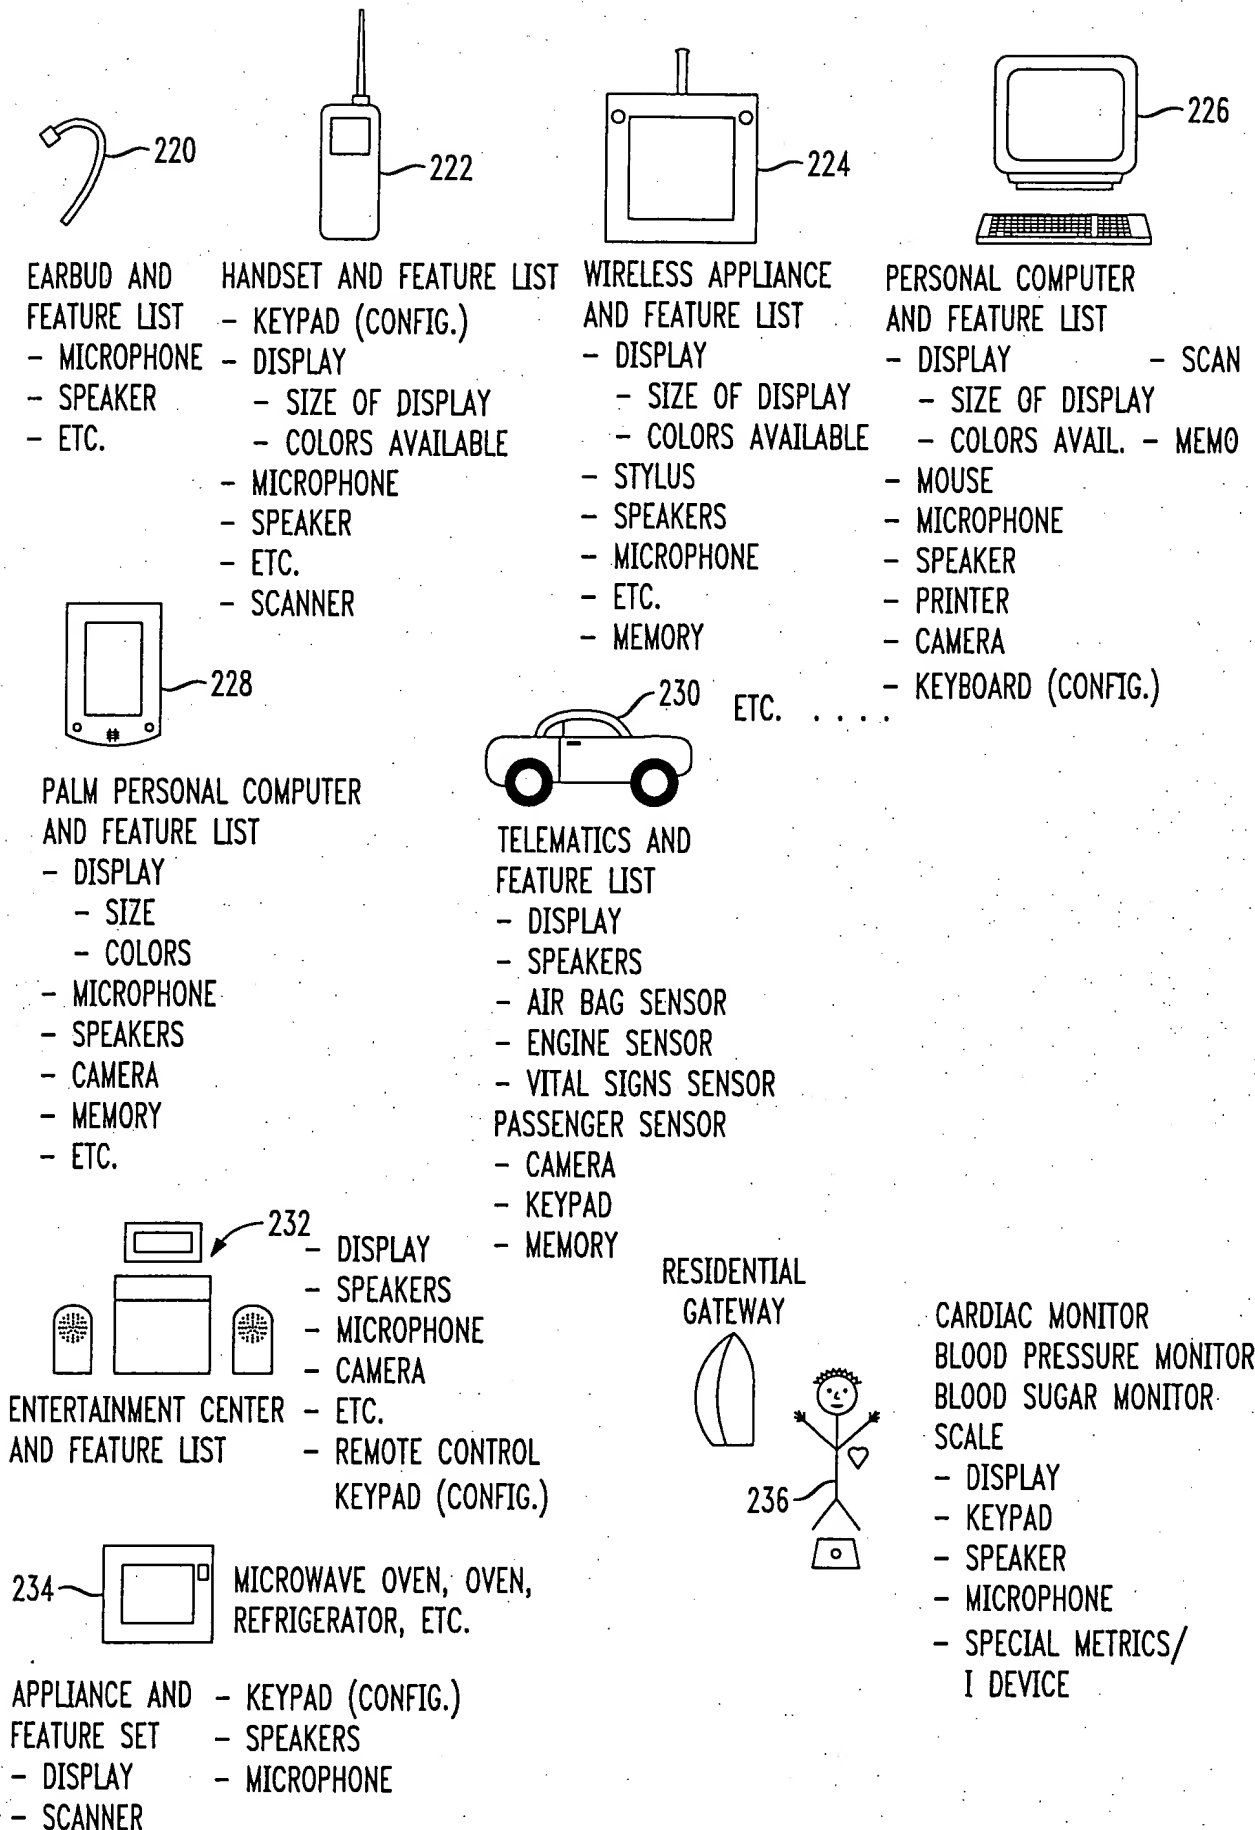 220
222
224
226
EARBUD AND
FEATURE LIST
- MICROPHONE
- SPEAKER
- ETC.
HANDSET AND FEATURE LIST
- KEYPAD (CONFIG.)
- DISPLAY
- SIZE OF DISPLAY
- COLORS AVAILABLE
- MICROPHONE
- SPEAKER
- ETC.
- SCANNER
WIRELESS APPLIANCE
AND FEATURE LIST
- DISPLAY
- SIZE OF DISPLAY
- COLORS AVAILABLE
- STYLUS
- SPEAKERS
- MICROPHONE
- ETC.
- MEMORY
PERSONAL COMPUTER
AND FEATURE LIST
- DISPLAY - SCAN
- SIZE OF DISPLAY
- COLORS AVAIL. - MEMO
- MOUSE
- MICROPHONE
- SPEAKER
- PRINTER
- CAMERA
- KEYBOARD (CONFIG.)
228
PALM PERSONAL COMPUTER
AND FEATURE LIST
- DISPLAY
- SIZE
- COLORS
- MICROPHONE
- SPEAKERS
- CAMERA
- MEMORY
- ETC.
230
ETC. . . . .
TELEMATICS AND
FEATURE LIST
- DISPLAY
- SPEAKERS
- AIR BAG SENSOR
- ENGINE SENSOR
- VITAL SIGNS SENSOR
PASSENGER SENSOR
- CAMERA
- KEYPAD
- MEMORY
232
ENTERTAINMENT CENTER
AND FEATURE LIST
- DISPLAY
- SPEAKERS
- MICROPHONE
- CAMERA
- ETC.
- REMOTE CONTROL
KEYPAD (CONFIG.)
RESIDENTIAL
GATEWAY
236
CARDIAC MONITOR
BLOOD PRESSURE MONITOR
BLOOD SUGAR MONITOR
SCALE
- DISPLAY
- KEYPAD
- SPEAKER
- MICROPHONE
- SPECIAL METRICS/
I DEVICE
234
MICROWAVE OVEN, OVEN,
REFRIGERATOR, ETC.
APPLIANCE AND
FEATURE SET
- DISPLAY
- SCANNER
- KEYPAD (CONFIG.)
- SPEAKERS
- MICROPHONE